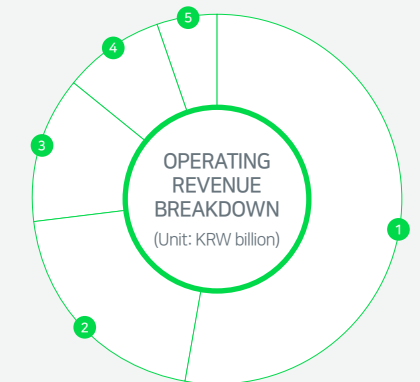 5
4
3
OPERATING
REVENUE
BREAKDOWN
(Unit: KRW billion)
1
2